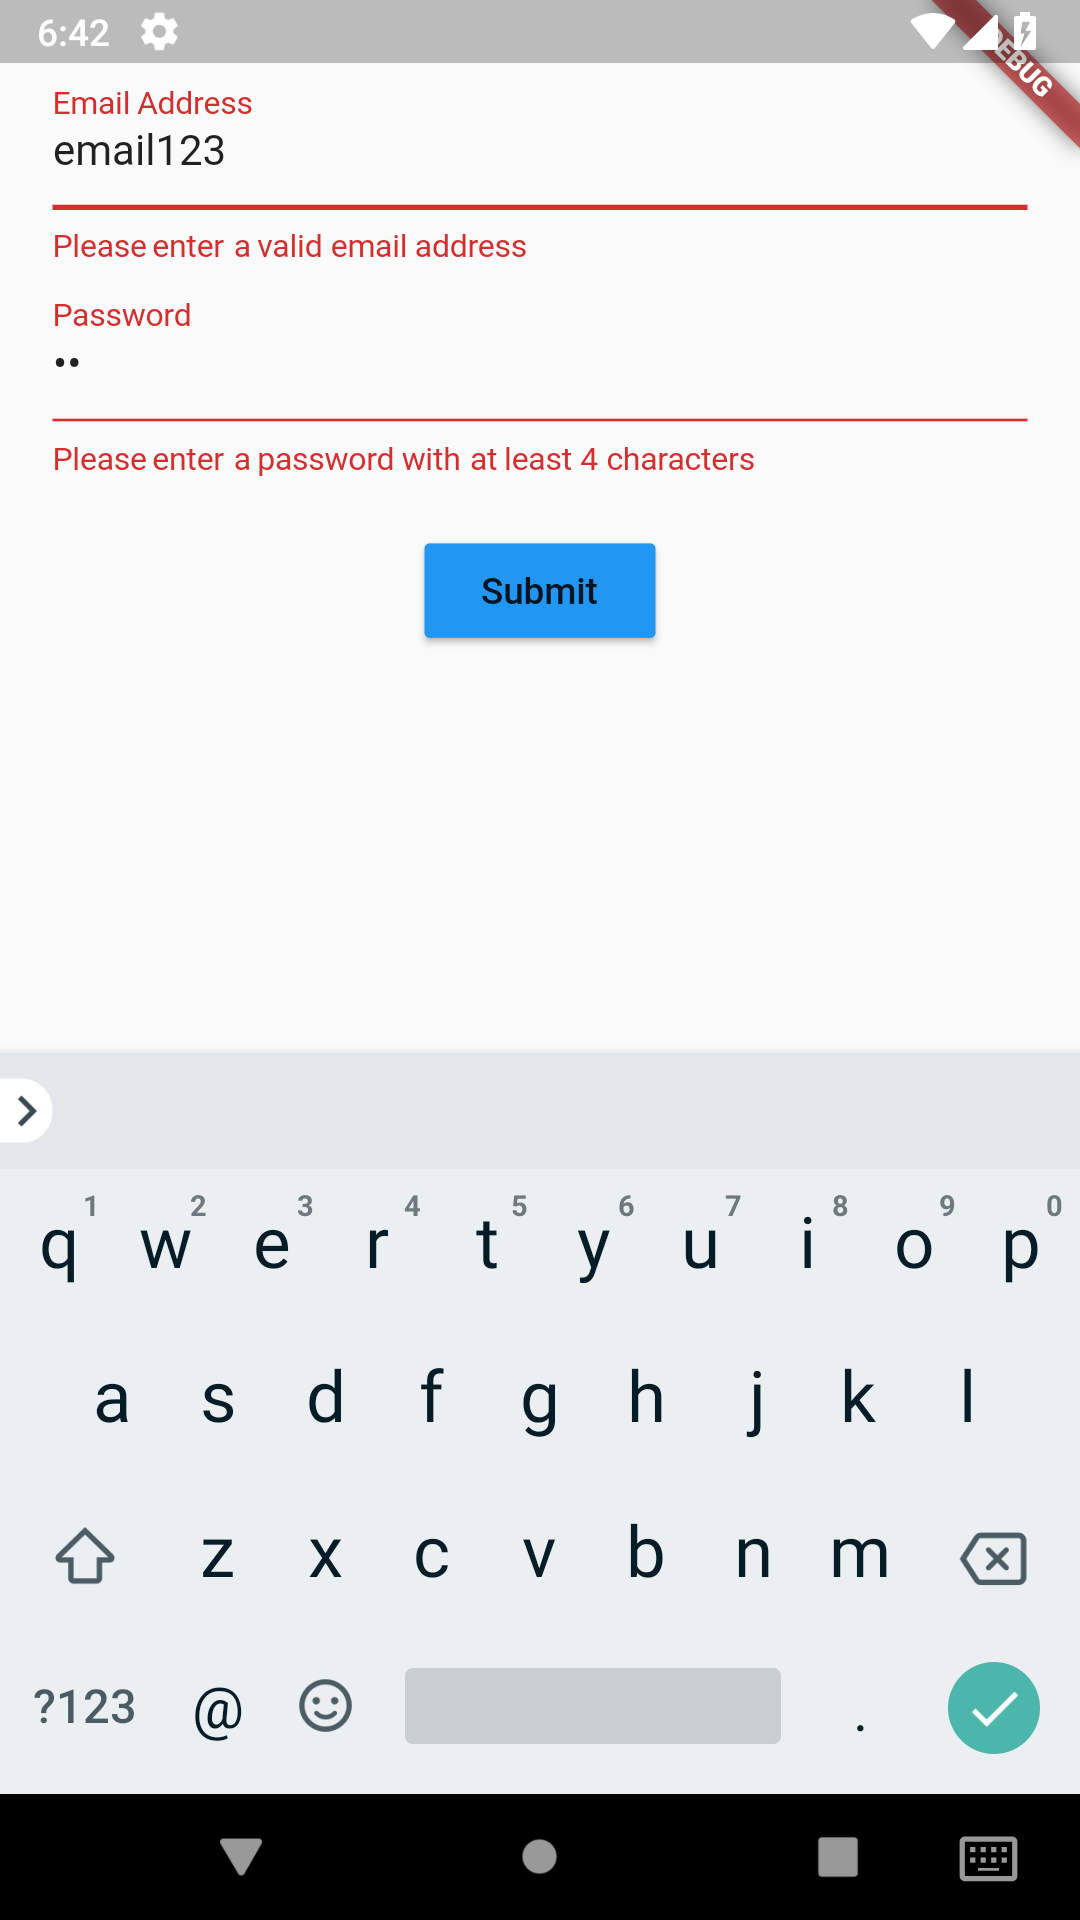 6:42
DEBUG
Email Address
email123
Please enter a valid email address
Password
••
Please enter a password with at least 4 characters
Submit
1 2 3 4 5 6 7 8 9 0
q w e r t y u i o p
a s d f g h j k l
z x c v b n m
?123 @ .